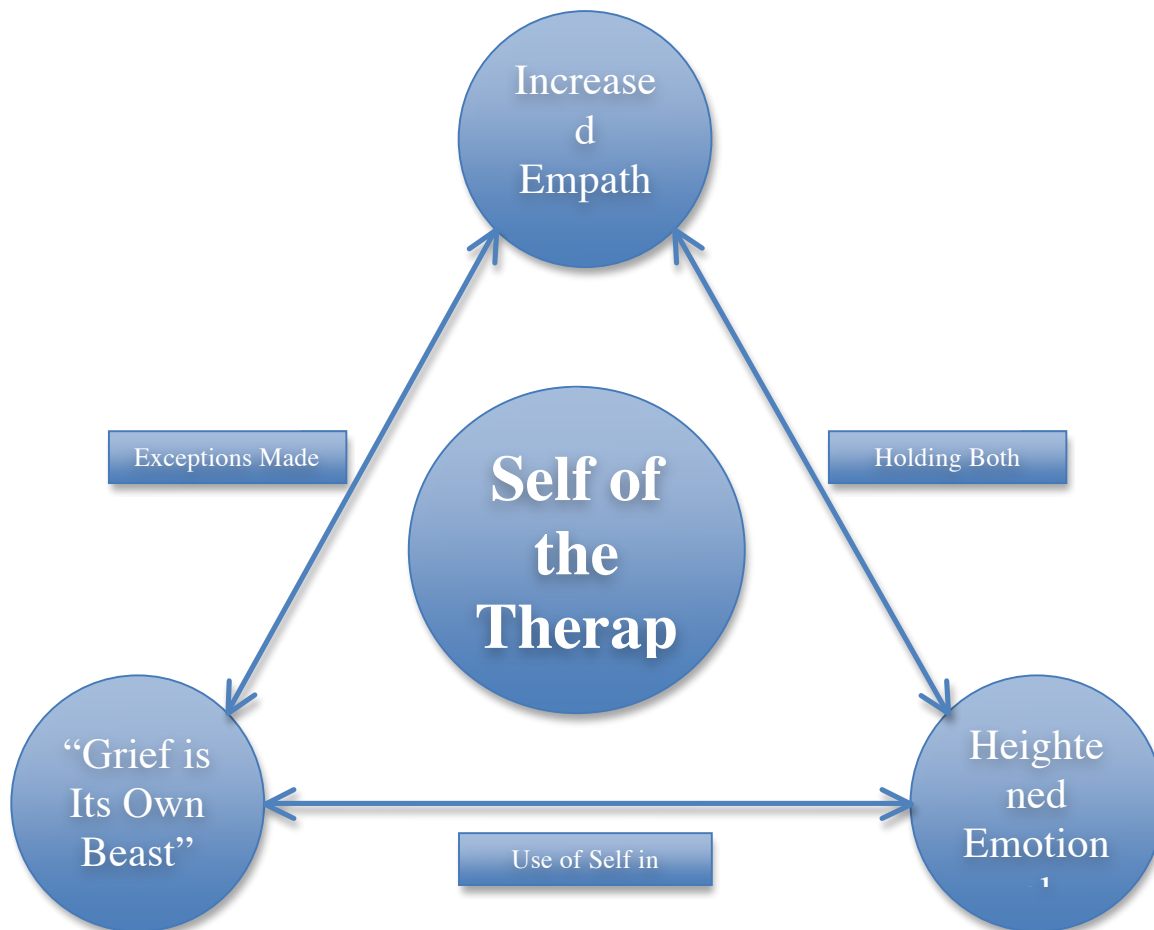 Increase
d
Empath
Exceptions Made
Holding Both
Self of
the
Therap
“Grief is
Its Own
Beast”
Heighte
ned
Emotion
Use of Self in